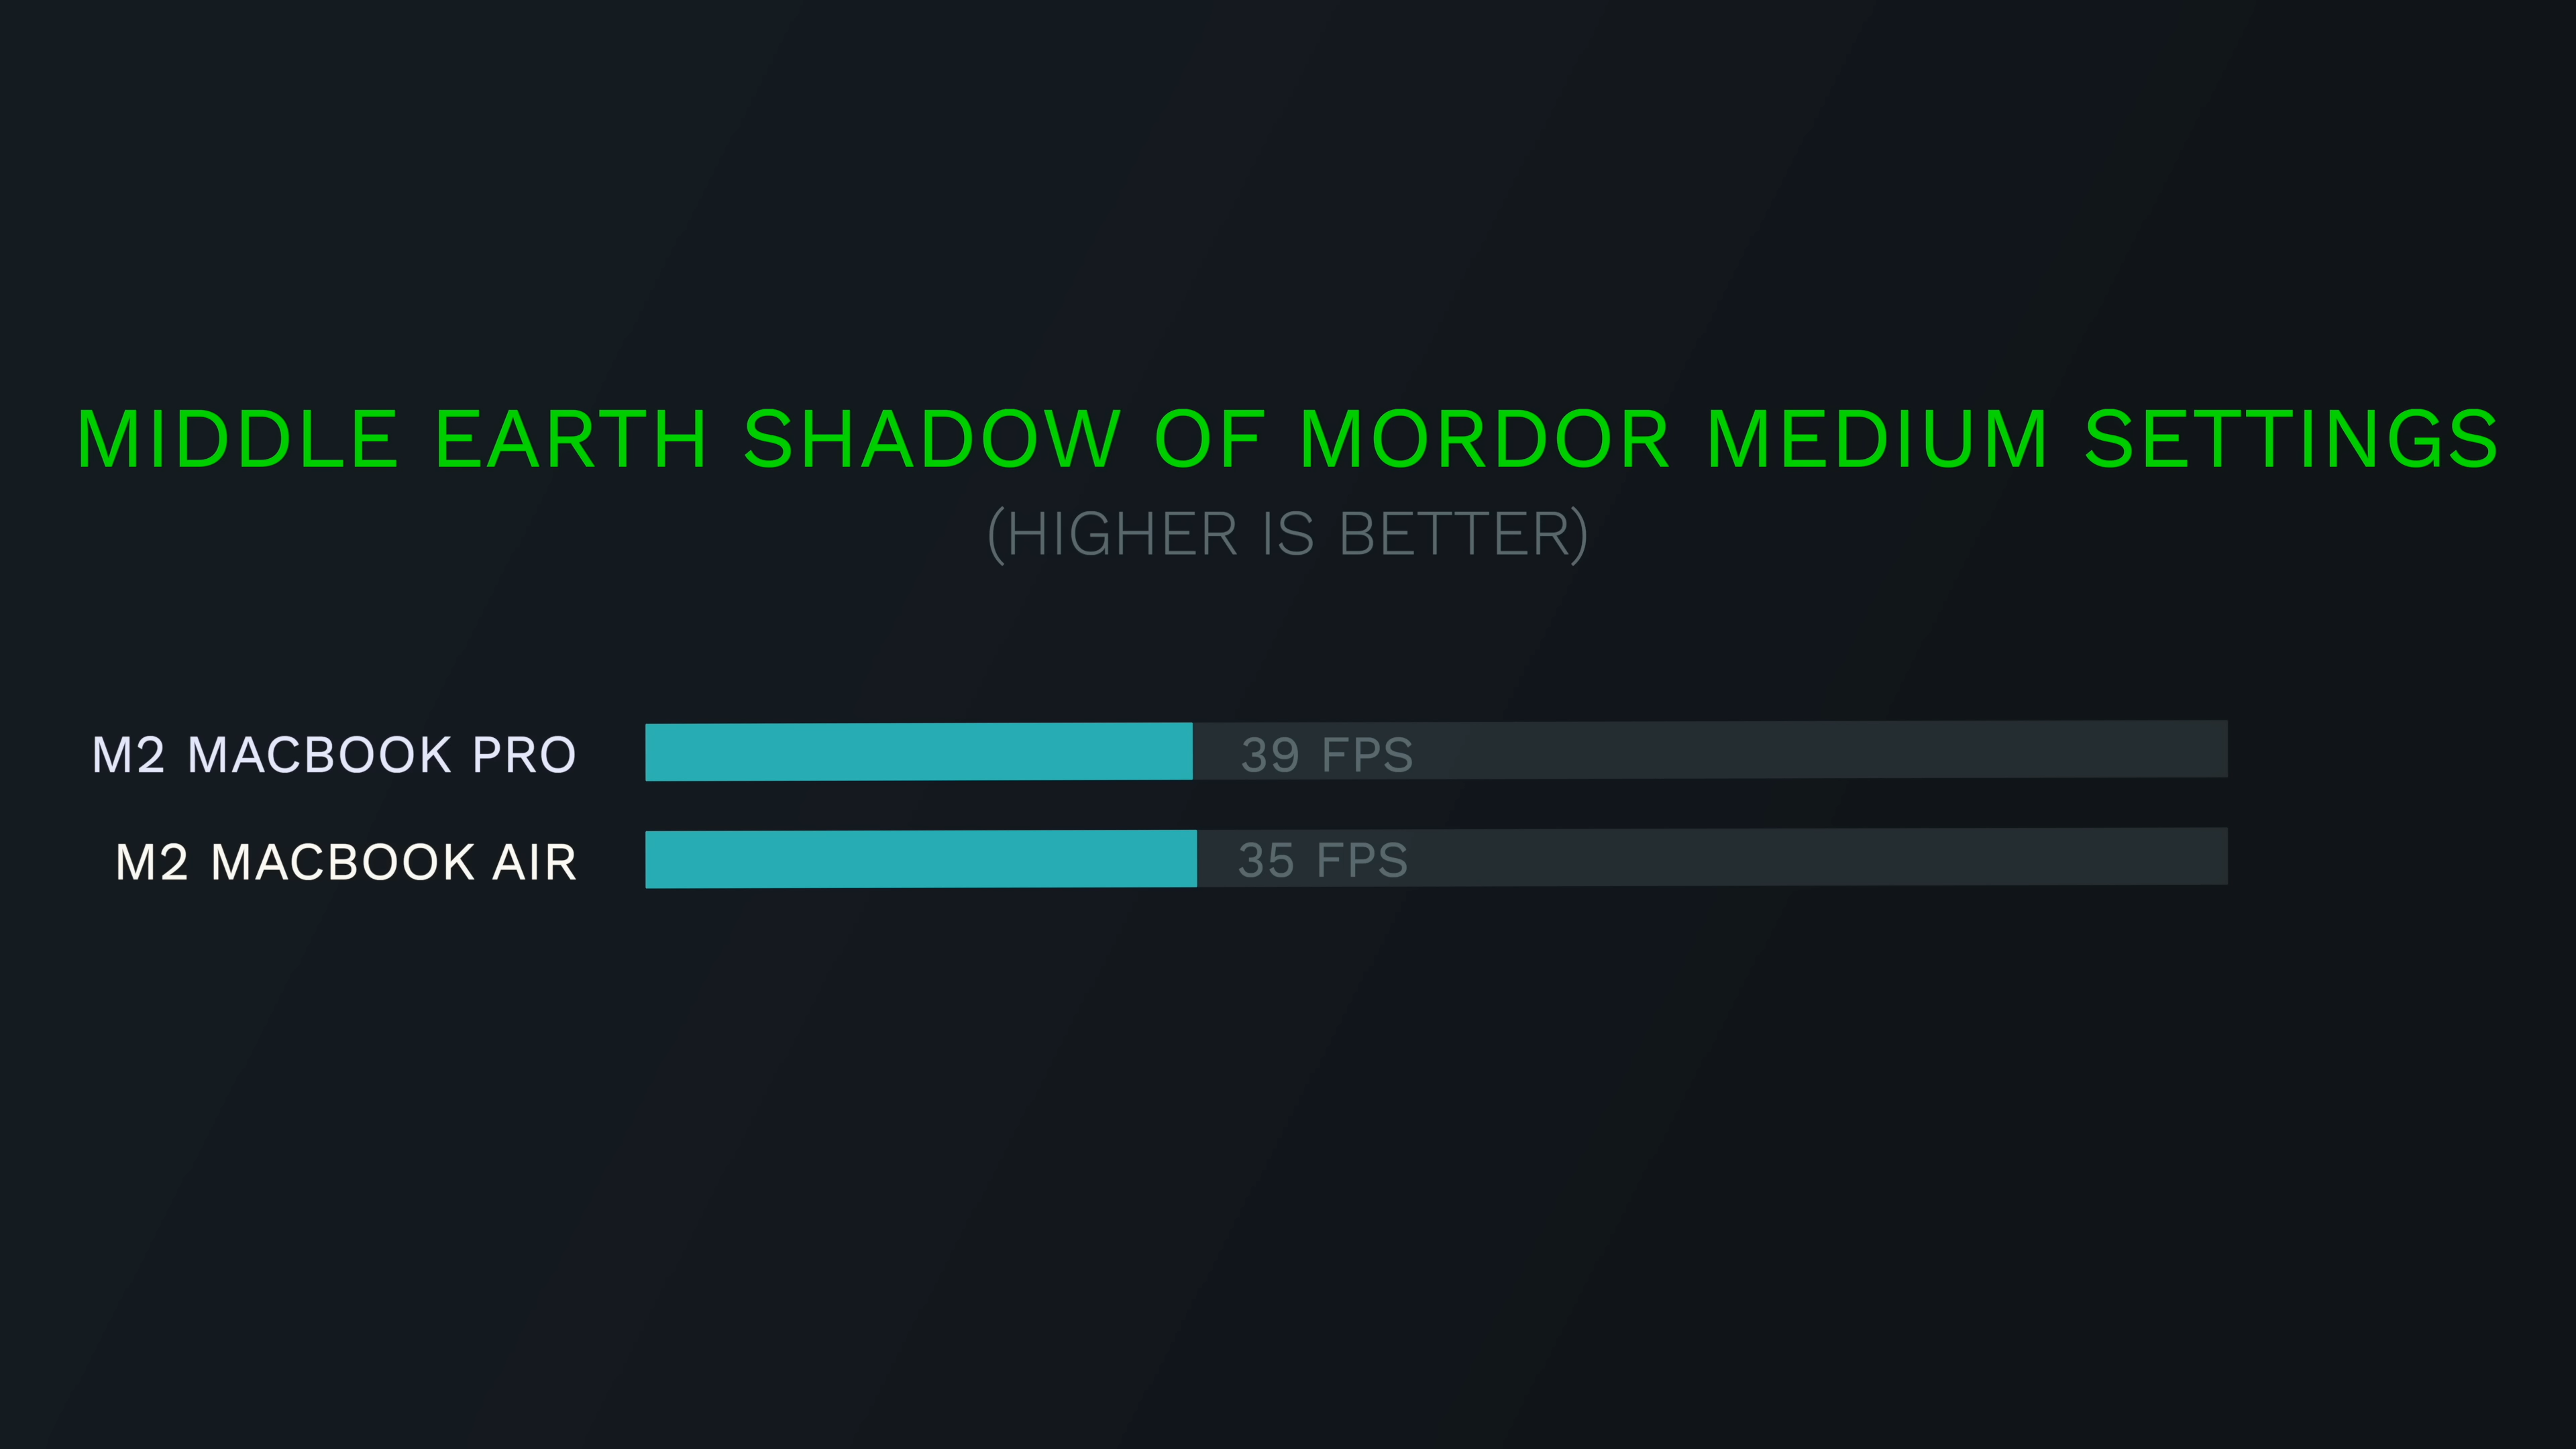 MIDDLE EARTH SHADOW OF MORDOR MEDIUM SETTINGS
(HIGHER IS BETTER)
M2 MACBOOK PRO 39 FPS
M2 MACBOOK AIR 35 FPS